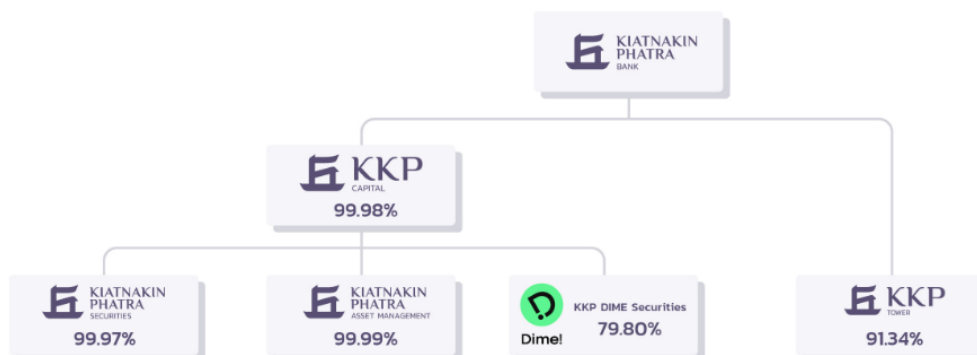 KIATNAKIN
PHATRA
BANK
KKP
CAPITAL
99.98%
KIATNAKIN
PHATRA
SECURITIES
99.97%
KIATNAKIN
PHATRA
ASSET MANAGEMENT
99.99%
Dime!
KKP DIME Securities
79.80%
KKP
TOWER
91.34%